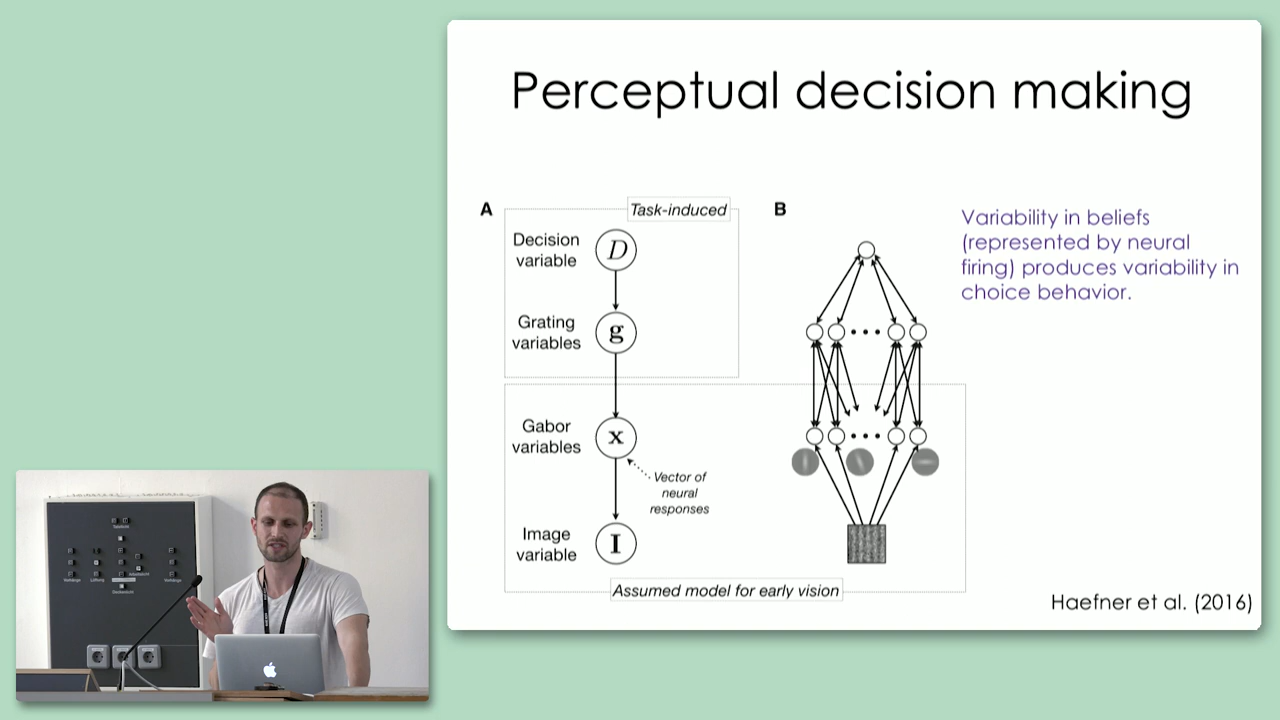 Perceptual decision making
A
Task-induced
B
Decision
variable
D
Grating
variables
g
Gabor
variables
x
Vector of
neural
responses
Image
variable
I
Assumed model for early vision
Variability in beliefs
(represented by neural
firing) produces variability in
choice behavior.
Haefner et al. (2016)